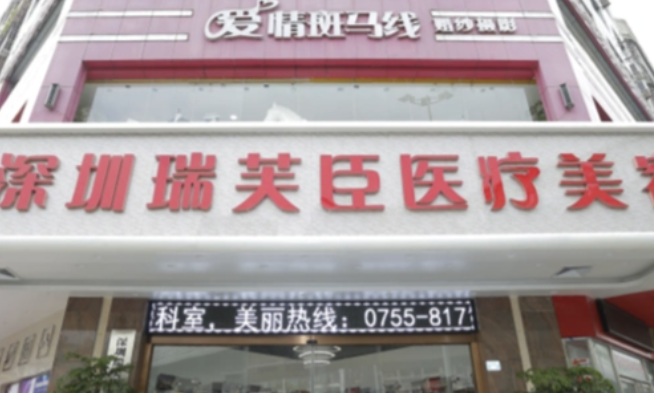 爱情斑马线 婚纱摄影
深圳瑞芙臣医疗美容
科室，美丽热线：0755-817